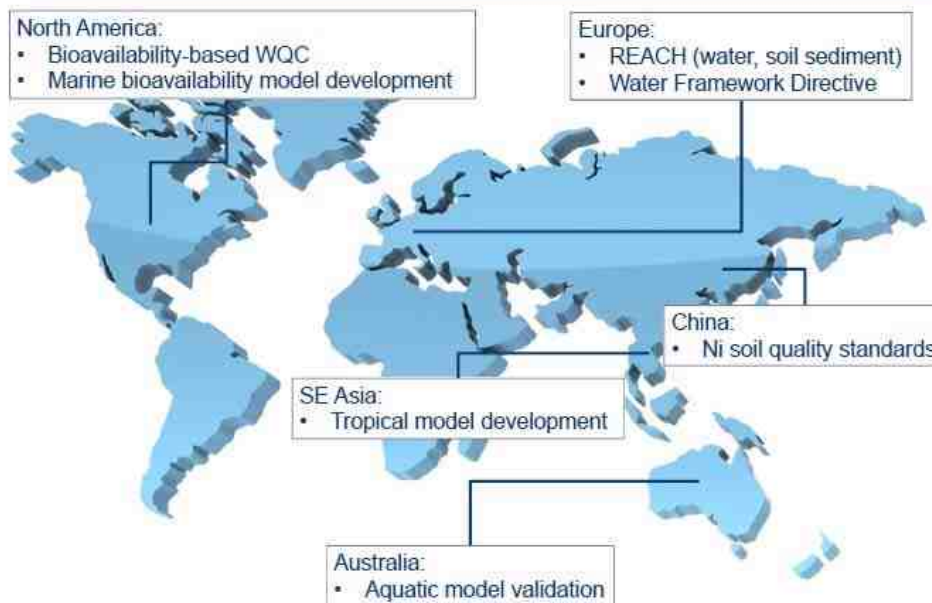 North America:
• Bioavailability-based WQC
• Marine bioavailability model development
Europe:
• REACH (water, soil sediment)
• Water Framework Directive
China:
• Ni soil quality standards
SE Asia:
• Tropical model development
Australia:
• Aquatic model validation